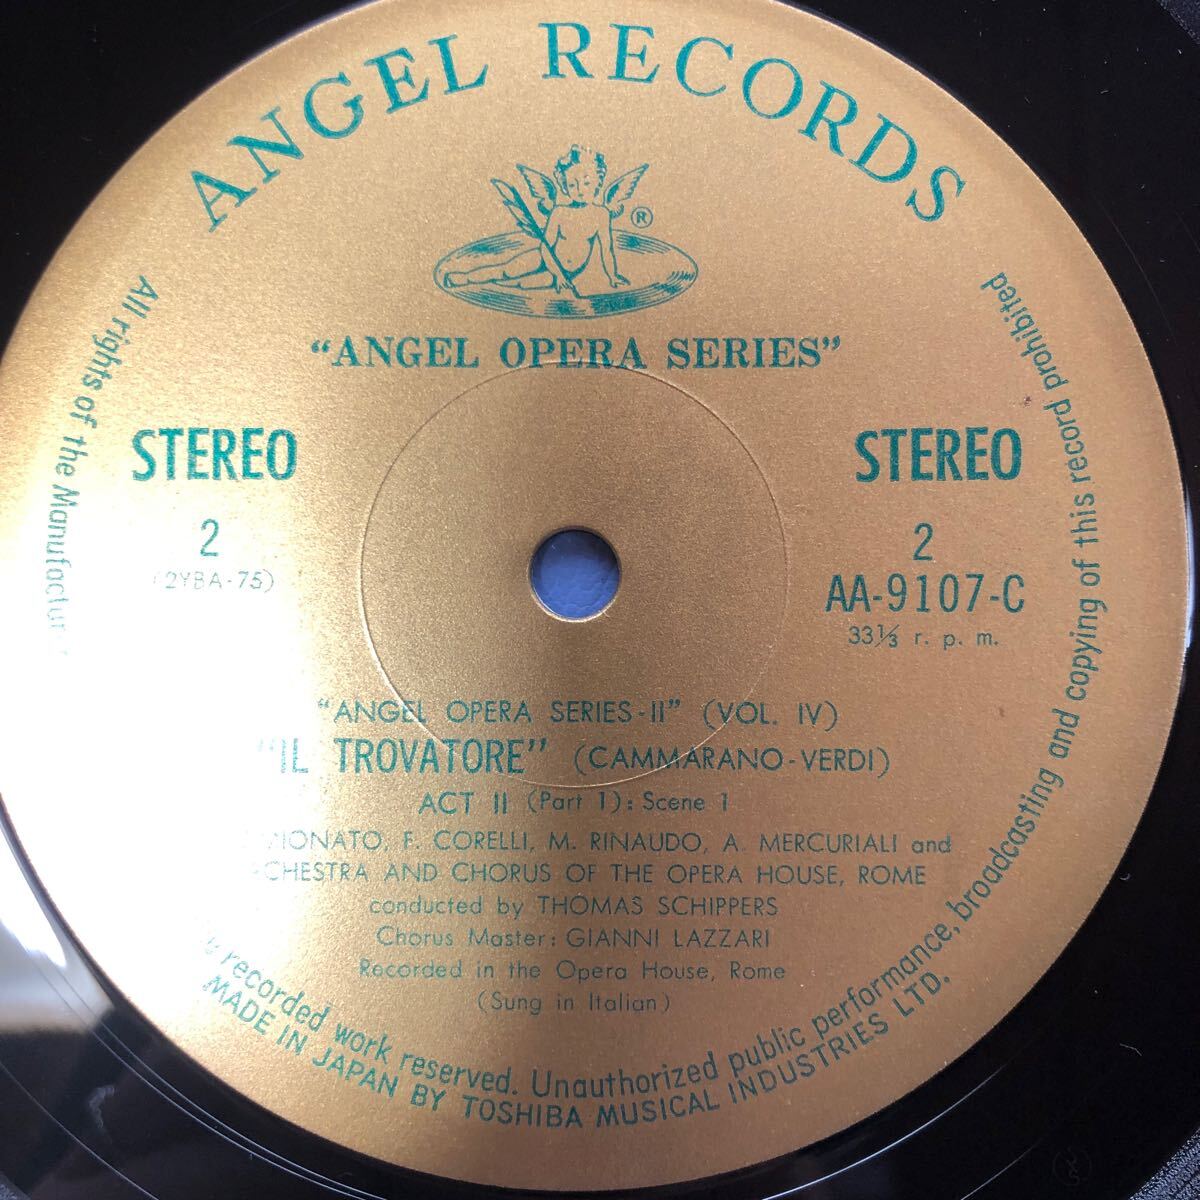 ANGEL RECORDS
®
"ANGEL OPERA SERIES"
STEREO
STEREO
2
(2YBA-75)
2
AA-9107-C
33⅓ r. p. m.
"ANGEL OPERA SERIES-II" (VOL. IV)
"IL TROVATORE" (CAMMARANO-VERDI)
ACT II (Part 1): Scene 1
F. CORELLI, M. RINAUDO, A. MERCURIALI and
AND CHORUS OF THE OPERA HOUSE, ROME
conducted by THOMAS SCHIPPERS
Chorus Master: GIANNI LAZZARI
Recorded in the Opera House, Rome
(Sung in Italian)
All rights of the
recorded work reserved. Unauthorized public performance, broadcasting and copying of this record prohibited
MADE IN JAPAN BY TOSHIBA MUSICAL INDUSTRIES LTD.